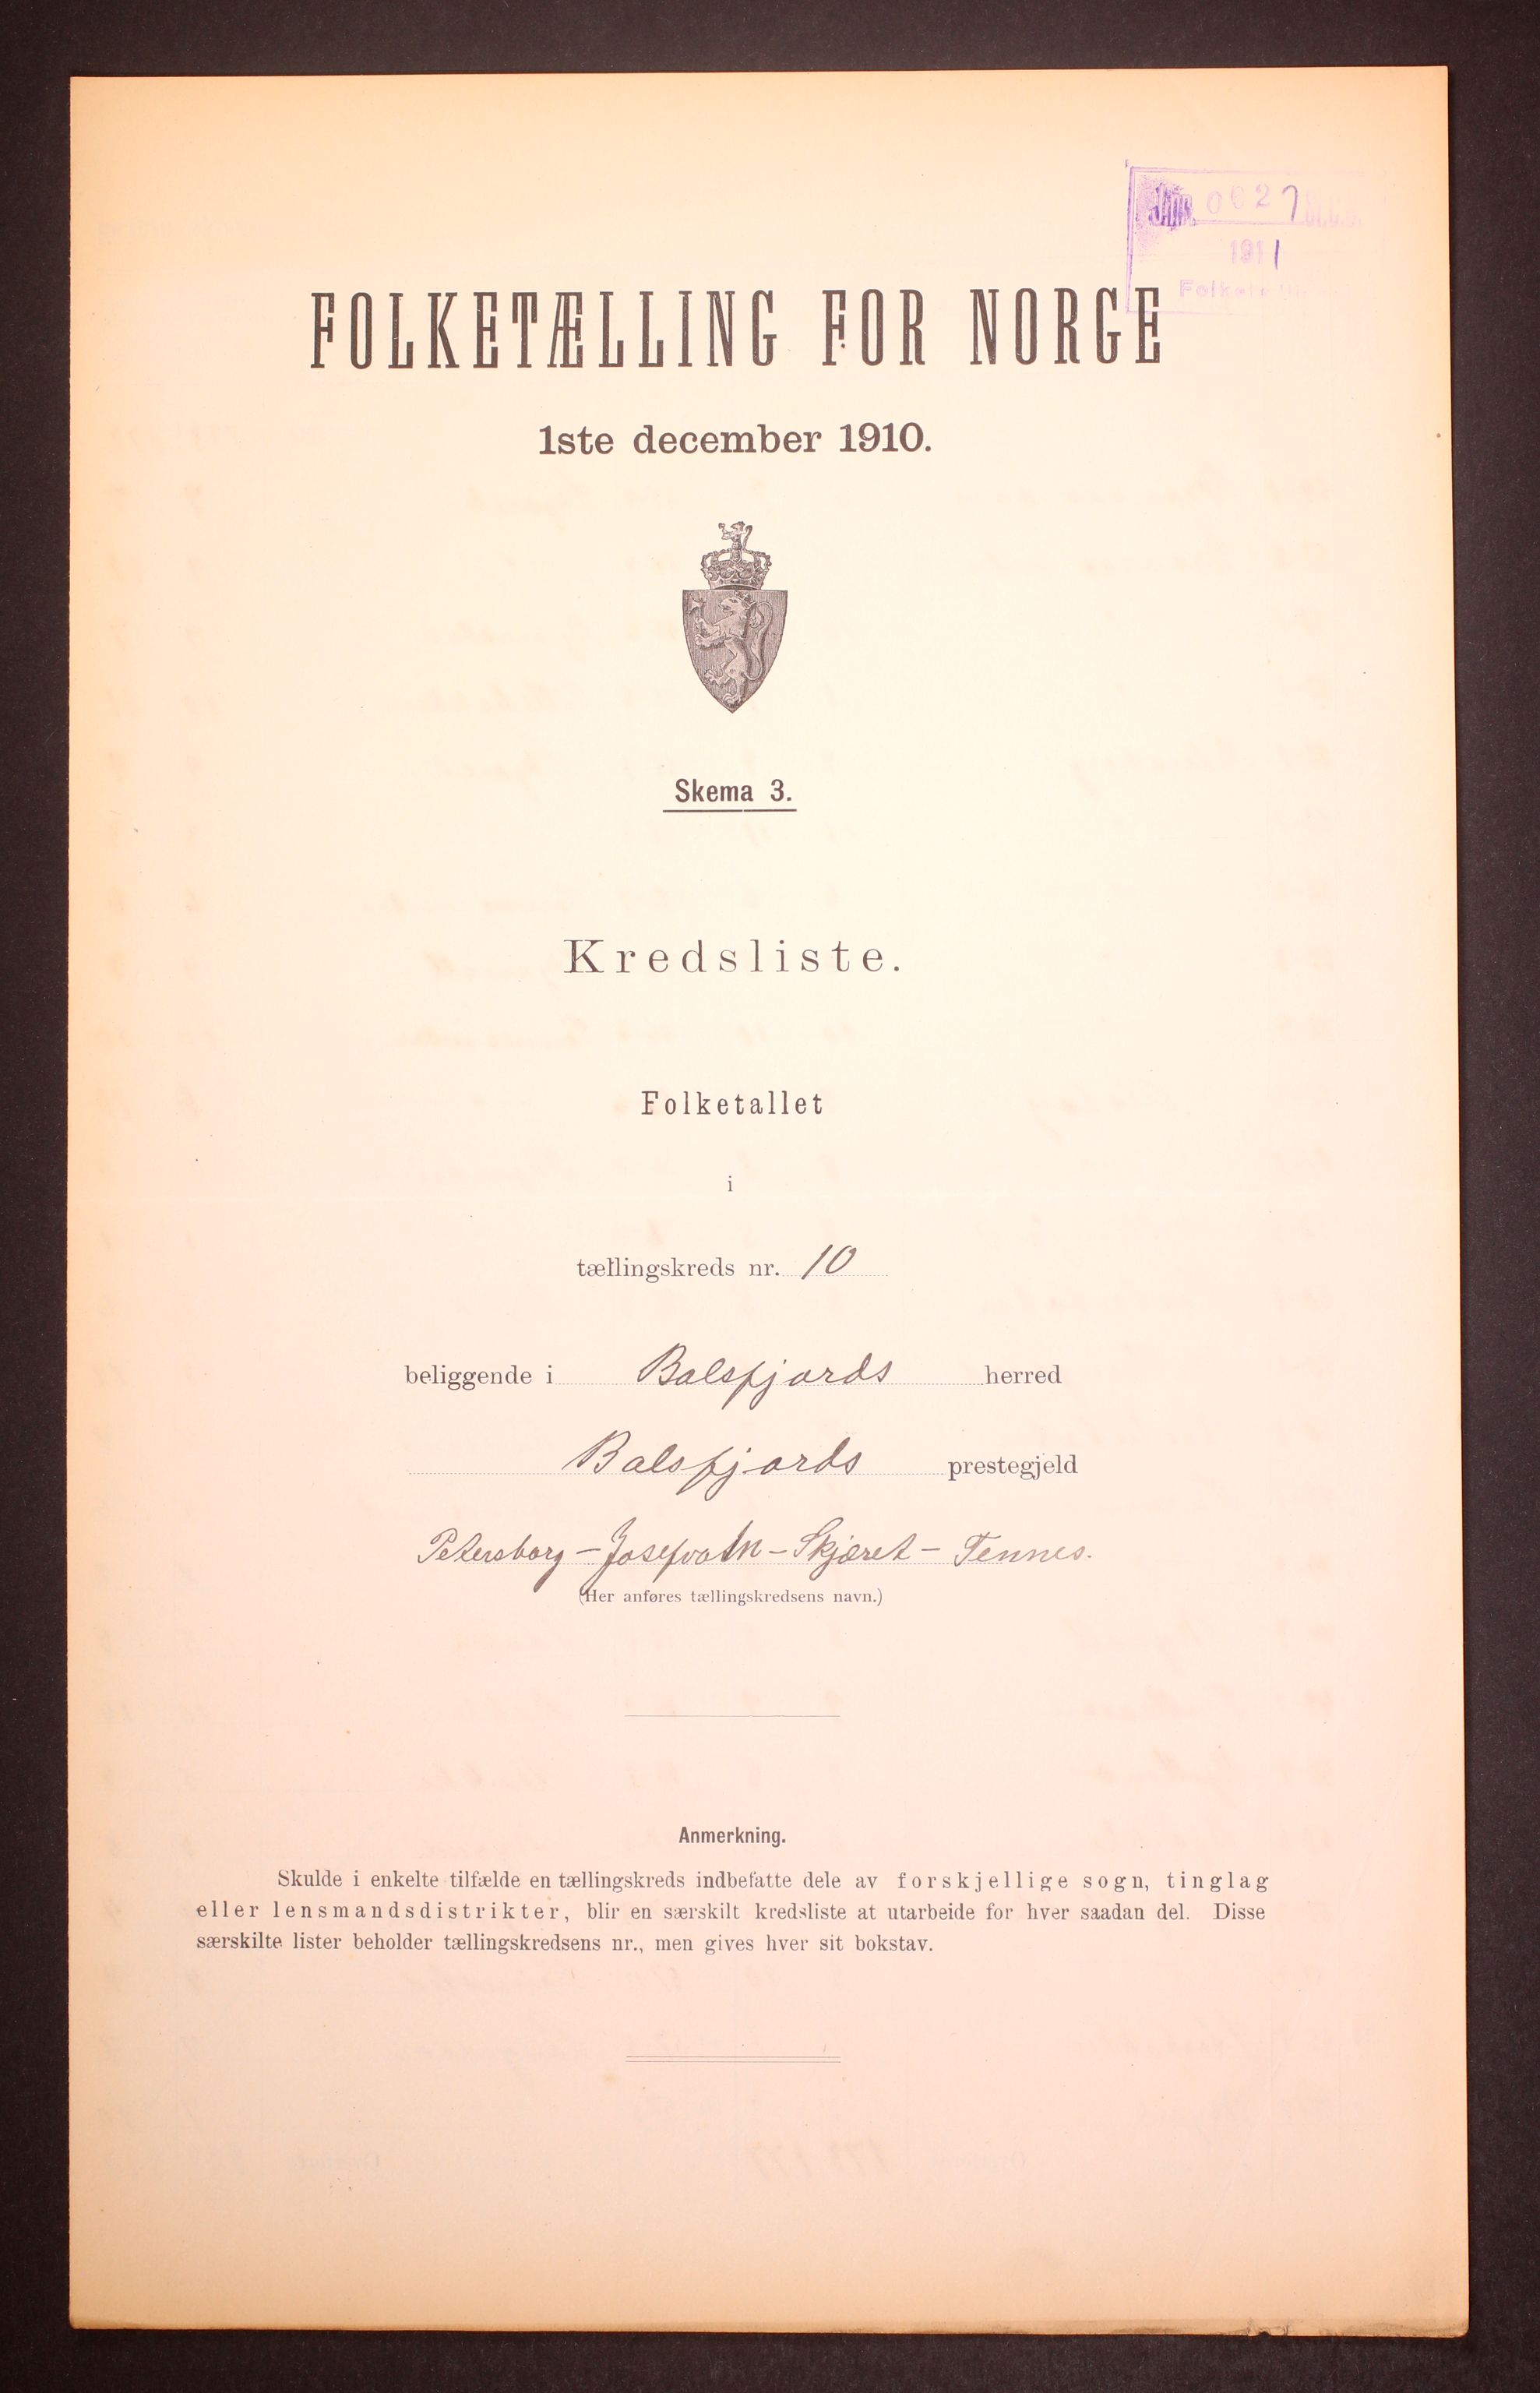 0627
1911
FOLKETÆLLING FOR NORGE
1ste december 1910.
Skema 3.
Kredsliste.
Folketallet
i
tællingskreds nr. 10
beliggende i Balsfjords herred
Balsfjords prestegjeld
Petersborg – Josefvatn – Skjæret – Tennes.
(Her anføres tællingskredsens navn.)
Anmerkning.
Skulde i enkelte tilfælde en tællingskreds indbefatte dele av forskjellige sogn, tinglag
eller lensmandsdistrikter, blir en særskilt kredsliste at utarbeide for hver saadan del. Disse
særskilte lister beholder tællingskredsens nr., men gives hver sit bokstav.